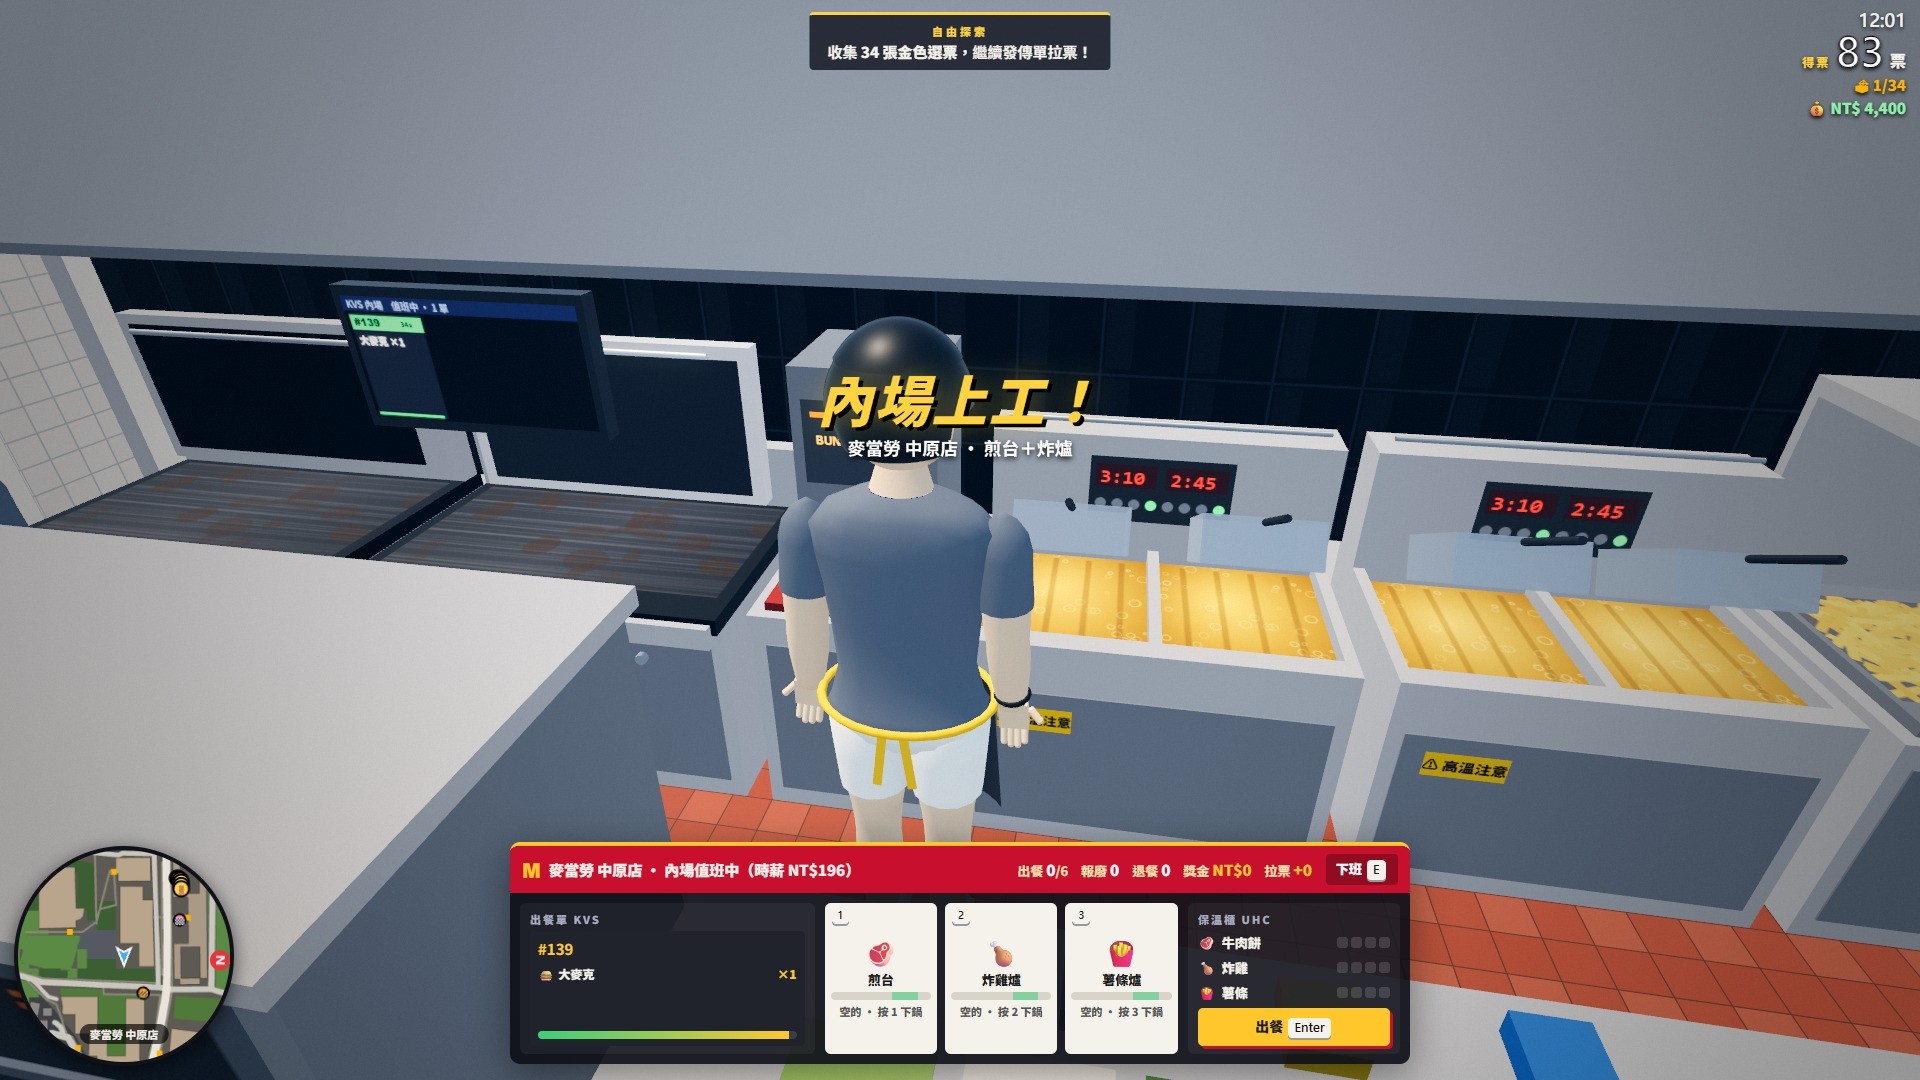 自由探索
收集 34 張金色選票，繼續發傳單拉票！
12:01
得票 83 票
1/34
NT$ 4,400
KVS 內場 值班中・1 單
#139 34s
大麥克 ×1
內場上工！
BUN
麥當勞 中原店・煎台＋炸爐
3:10 2:45
3:10 2:45
溫注意
高溫注意
N
麥當勞 中原店
M 麥當勞 中原店・內場值班中（時薪 NT$196）
出餐 0/6 報廢 0 退餐 0 獎金 NT$0 拉票 +0 下班 E
出餐單 KVS
#139
大麥克 ×1
1
煎台
空的・按 1 下鍋
2
炸雞爐
空的・按 2 下鍋
3
薯條爐
空的・按 3 下鍋
保溫櫃 UHC
牛肉餅
炸雞
薯條
出餐 Enter